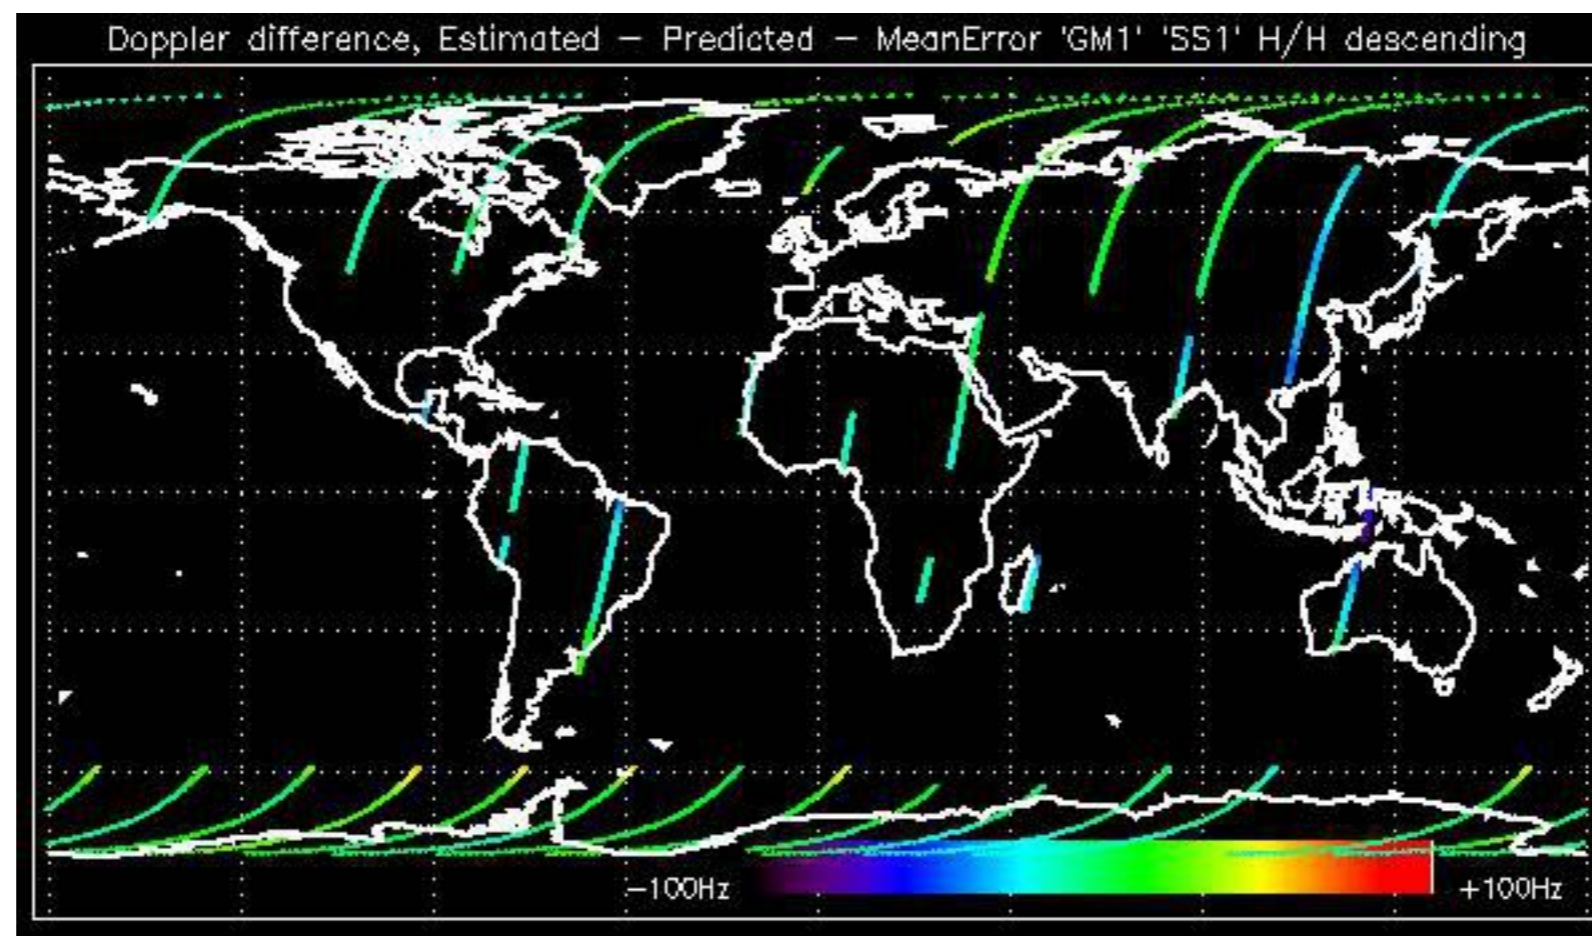 Doppler difference, Estimated – Predicted – MeanError 'GM1' 'SS1' H/H descending
–100Hz
+100Hz